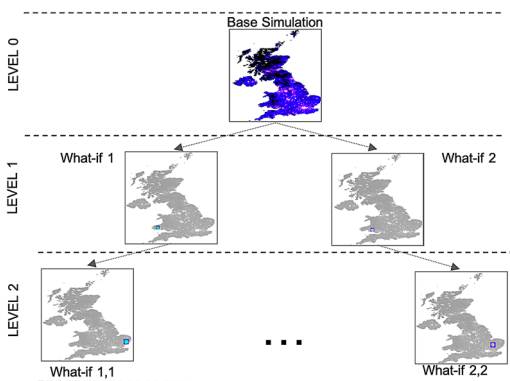 LEVEL 0
Base Simulation
LEVEL 1
What-if 1
What-if 2
LEVEL 2
What-if 1,1
...
What-if 2,2